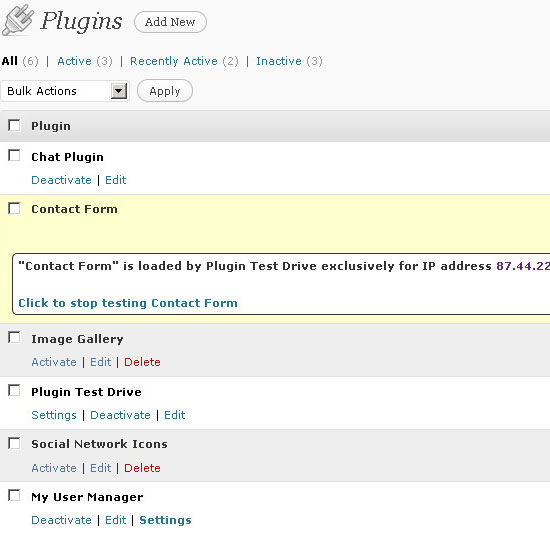 Plugins Add New
All (6) | Active (3) | Recently Active (2) | Inactive (3)
Bulk Actions Apply
Plugin
Chat Plugin
Deactivate | Edit
Contact Form
"Contact Form" is loaded by Plugin Test Drive exclusively for IP address 87.44.22
Click to stop testing Contact Form
Image Gallery
Activate | Edit | Delete
Plugin Test Drive
Settings | Deactivate | Edit
Social Network Icons
Activate | Edit | Delete
My User Manager
Deactivate | Edit | Settings